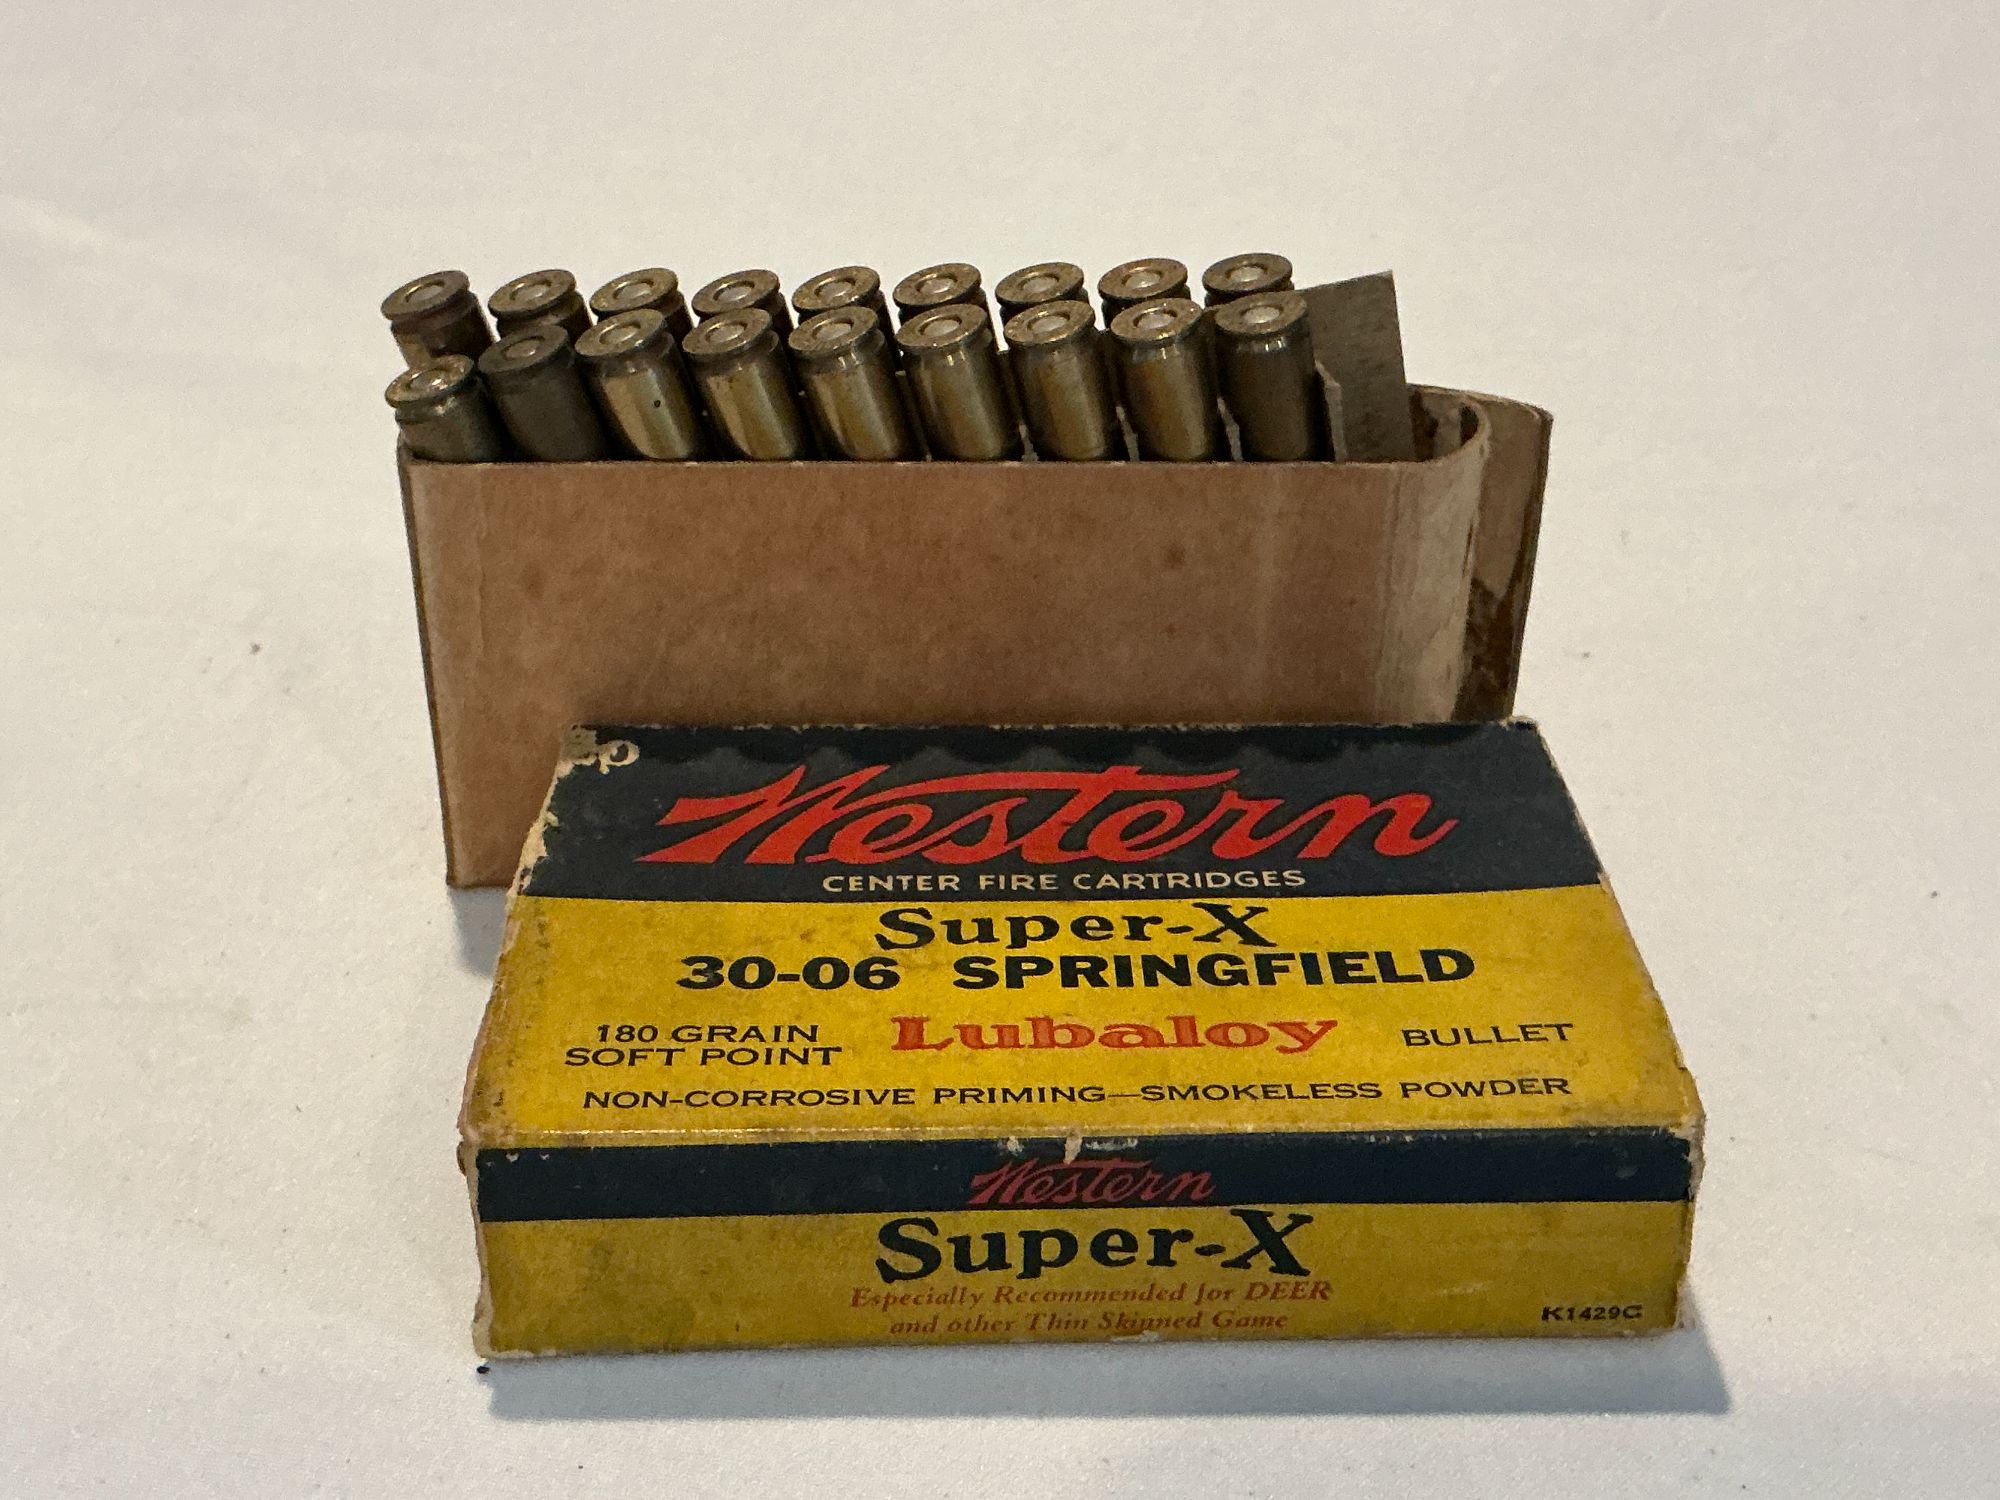 Western
CENTER FIRE CARTRIDGES
Super-X
30-06 SPRINGFIELD
180 GRAIN
SOFT POINT
Lubaloy
BULLET
NON-CORROSIVE PRIMING—SMOKELESS POWDER
Western
Super-X
Especially Recommended for DEER
and other Thin Skinned Game
K1429C